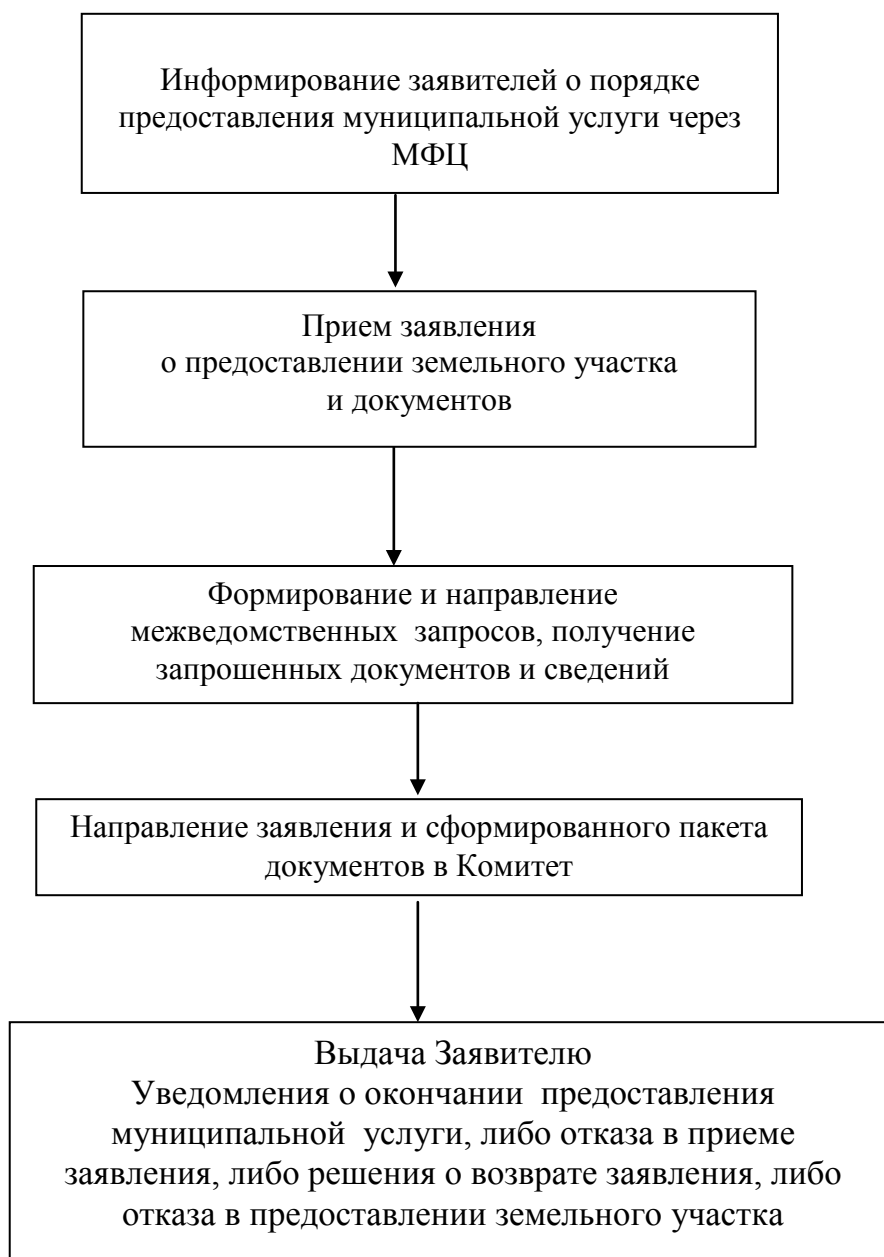 Информирование заявителей о порядке
предоставления муниципальной услуги через
МФЦ
Прием заявления
о предоставлении земельного участка
и документов
Формирование и направление
межведомственных запросов, получение
запрошенных документов и сведений
Направление заявления и сформированного пакета
документов в Комитет
Выдача Заявителю
Уведомления о окончании предоставления
муниципальной услуги, либо отказа в приеме
заявления, либо решения о возврате заявления, либо
отказа в предоставлении земельного участка